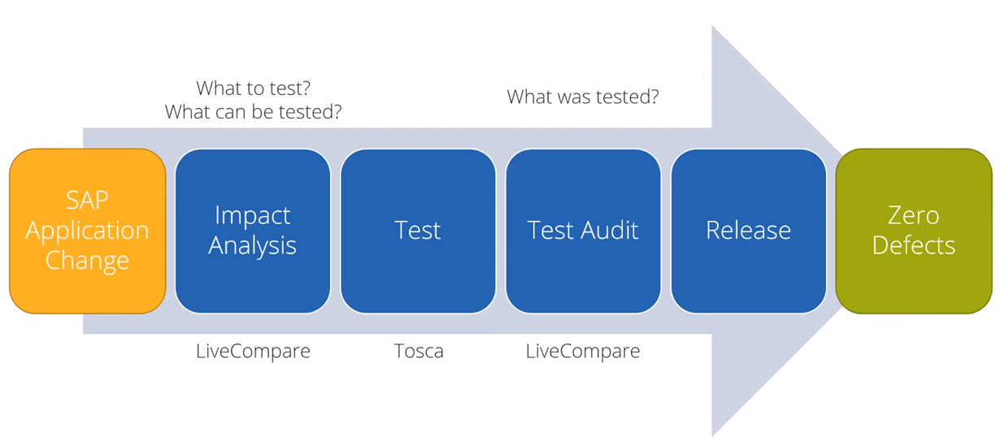 What to test?
What can be tested?
What was tested?
SAP
Application
Change
Impact
Analysis
Test
Test Audit
Release
Zero
Defects
LiveCompare
Tosca
LiveCompare